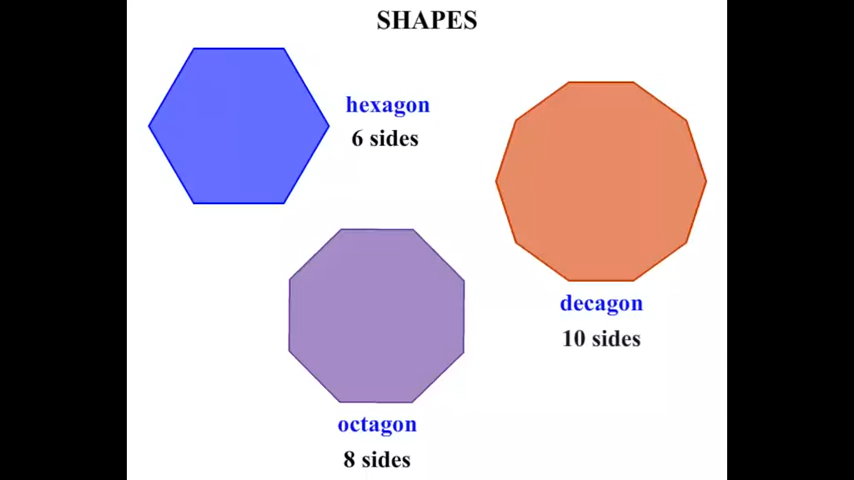 SHAPES
hexagon
6 sides
decagon
10 sides
octagon
8 sides